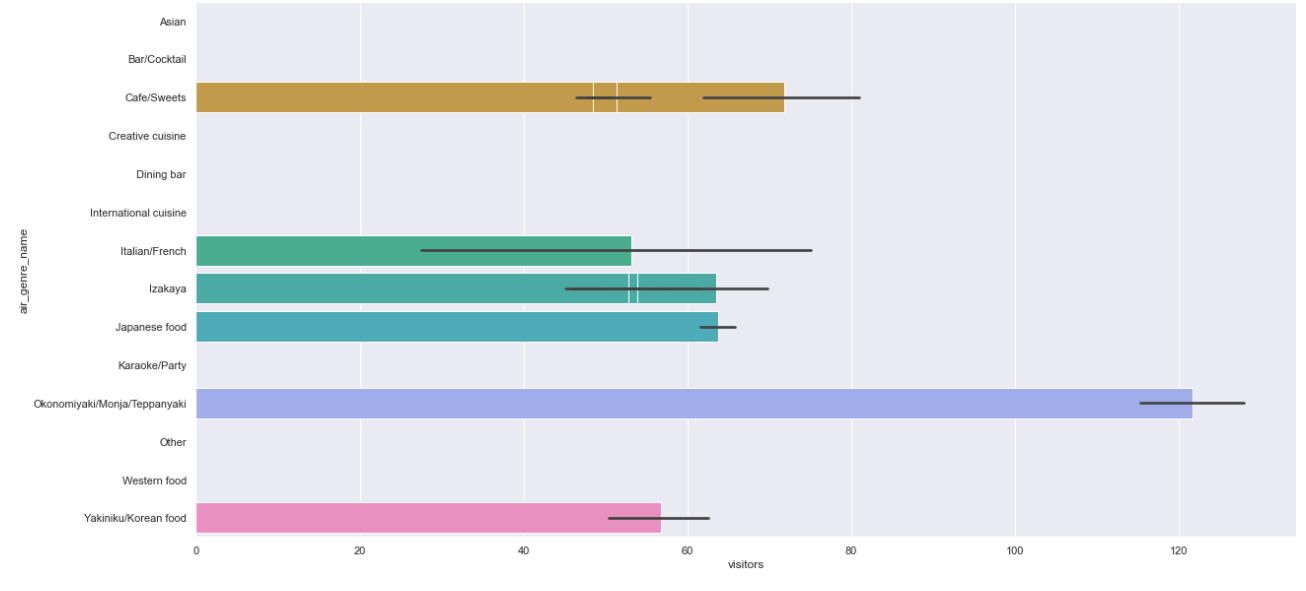 Asian
Bar/Cocktail
Cafe/Sweets
Creative cuisine
Dining bar
International cuisine
Italian/French
Izakaya
Japanese food
Karaoke/Party
Okonomiyaki/Monja/Teppanyaki
Other
Western food
Yakiniku/Korean food
air_genre_name
0 20 40 60 80 100 120
visitors